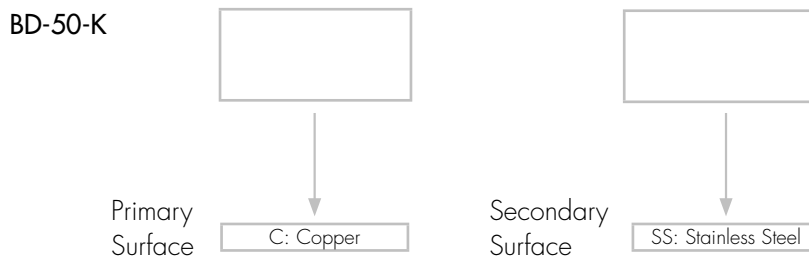 BD-50-K
Primary
Surface
C: Copper
Secondary
Surface
SS: Stainless Steel